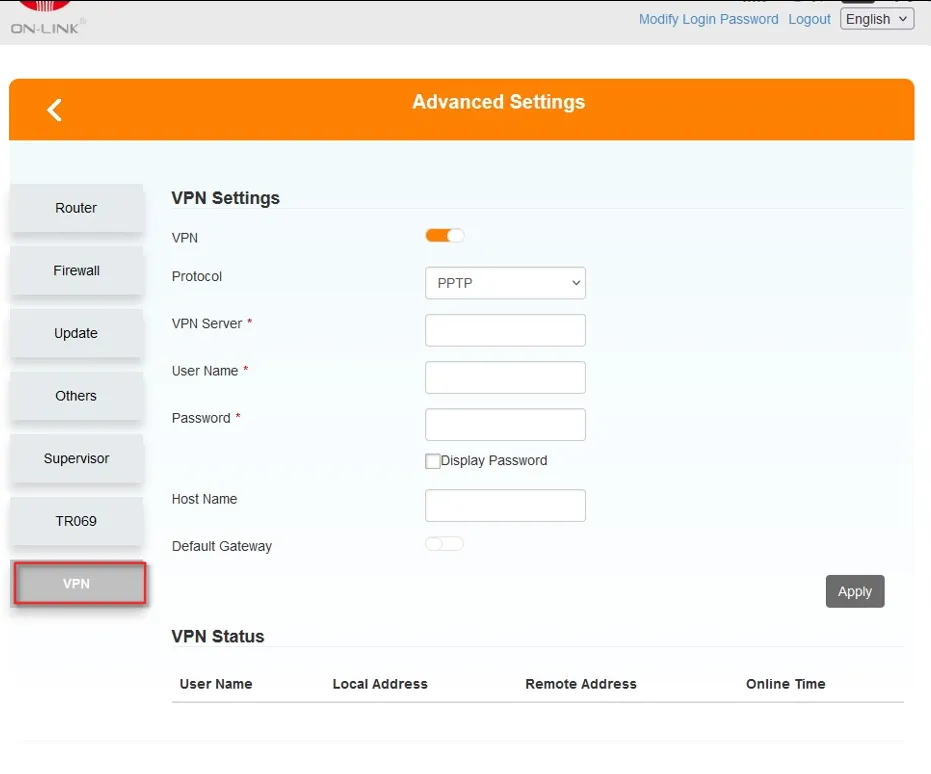 ON-LINK®
Modify Login Password Logout English
Advanced Settings
Router
Firewall
Update
Others
Supervisor
TR069
VPN
VPN Settings
VPN
Protocol PPTP
VPN Server *
User Name *
Password *
Display Password
Host Name
Default Gateway
Apply
VPN Status
User Name Local Address Remote Address Online Time